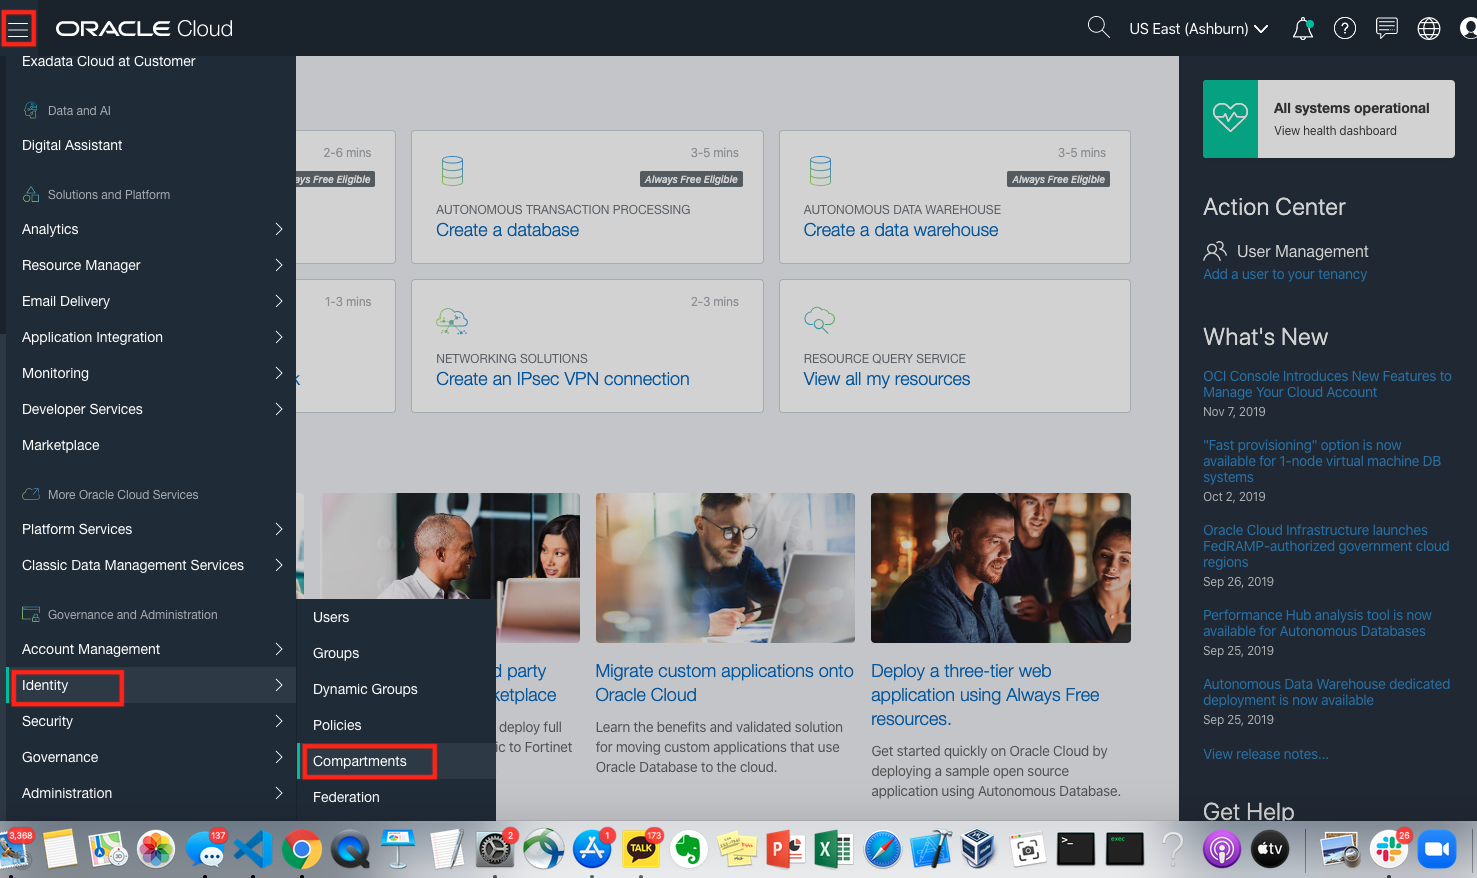 ORACLE Cloud
US East (Ashburn)
Exadata Cloud at Customer
Data and AI
Digital Assistant
Solutions and Platform
Analytics
Resource Manager
Email Delivery
Application Integration
Monitoring
Developer Services
Marketplace
More Oracle Cloud Services
Platform Services
Classic Data Management Services
Governance and Administration
Account Management
Identity
Security
Governance
Administration
Users
Groups
Dynamic Groups
Policies
Compartments
Federation
2-6 mins
ays Free Eligible
3-5 mins
Always Free Eligible
AUTONOMOUS TRANSACTION PROCESSING
Create a database
3-5 mins
Always Free Eligible
AUTONOMOUS DATA WAREHOUSE
Create a data warehouse
1-3 mins
k
2-3 mins
NETWORKING SOLUTIONS
Create an IPsec VPN connection
RESOURCE QUERY SERVICE
View all my resources
d party
ketplace
deploy full
ic to Fortinet
Migrate custom applications onto
Oracle Cloud
Learn the benefits and validated solution
for moving custom applications that use
Oracle Database to the cloud.
Deploy a three-tier web
application using Always Free
resources.
Get started quickly on Oracle Cloud by
deploying a sample open source
application using Autonomous Database.
All systems operational
View health dashboard
Action Center
User Management
Add a user to your tenancy
What's New
OCI Console Introduces New Features to
Manage Your Cloud Account
Nov 7, 2019
"Fast provisioning" option is now
available for 1-node virtual machine DB
systems
Oct 2, 2019
Oracle Cloud Infrastructure launches
FedRAMP-authorized government cloud
regions
Sep 26, 2019
Performance Hub analysis tool is now
available for Autonomous Databases
Sep 25, 2019
Autonomous Data Warehouse dedicated
deployment is now available
Sep 25, 2019
View release notes...
Get Help
3,368
137
2
1
173
TALK
exec
tv
26